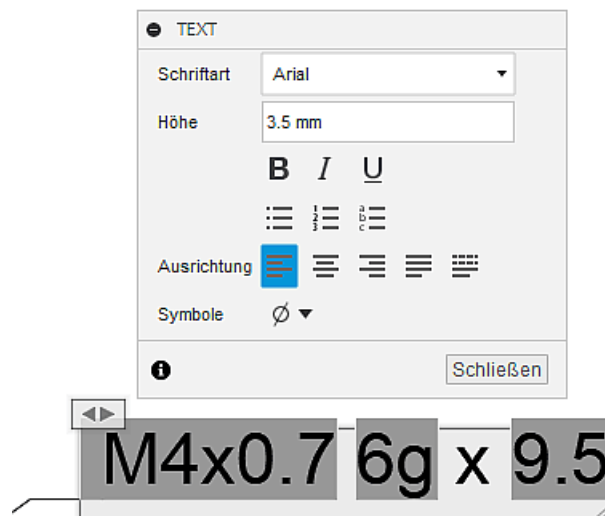 TEXT
Schriftart Arial
Höhe 3.5 mm
B I U
Ausrichtung
Symbole Ø
Schließen
M4x0.7 6g x 9.5